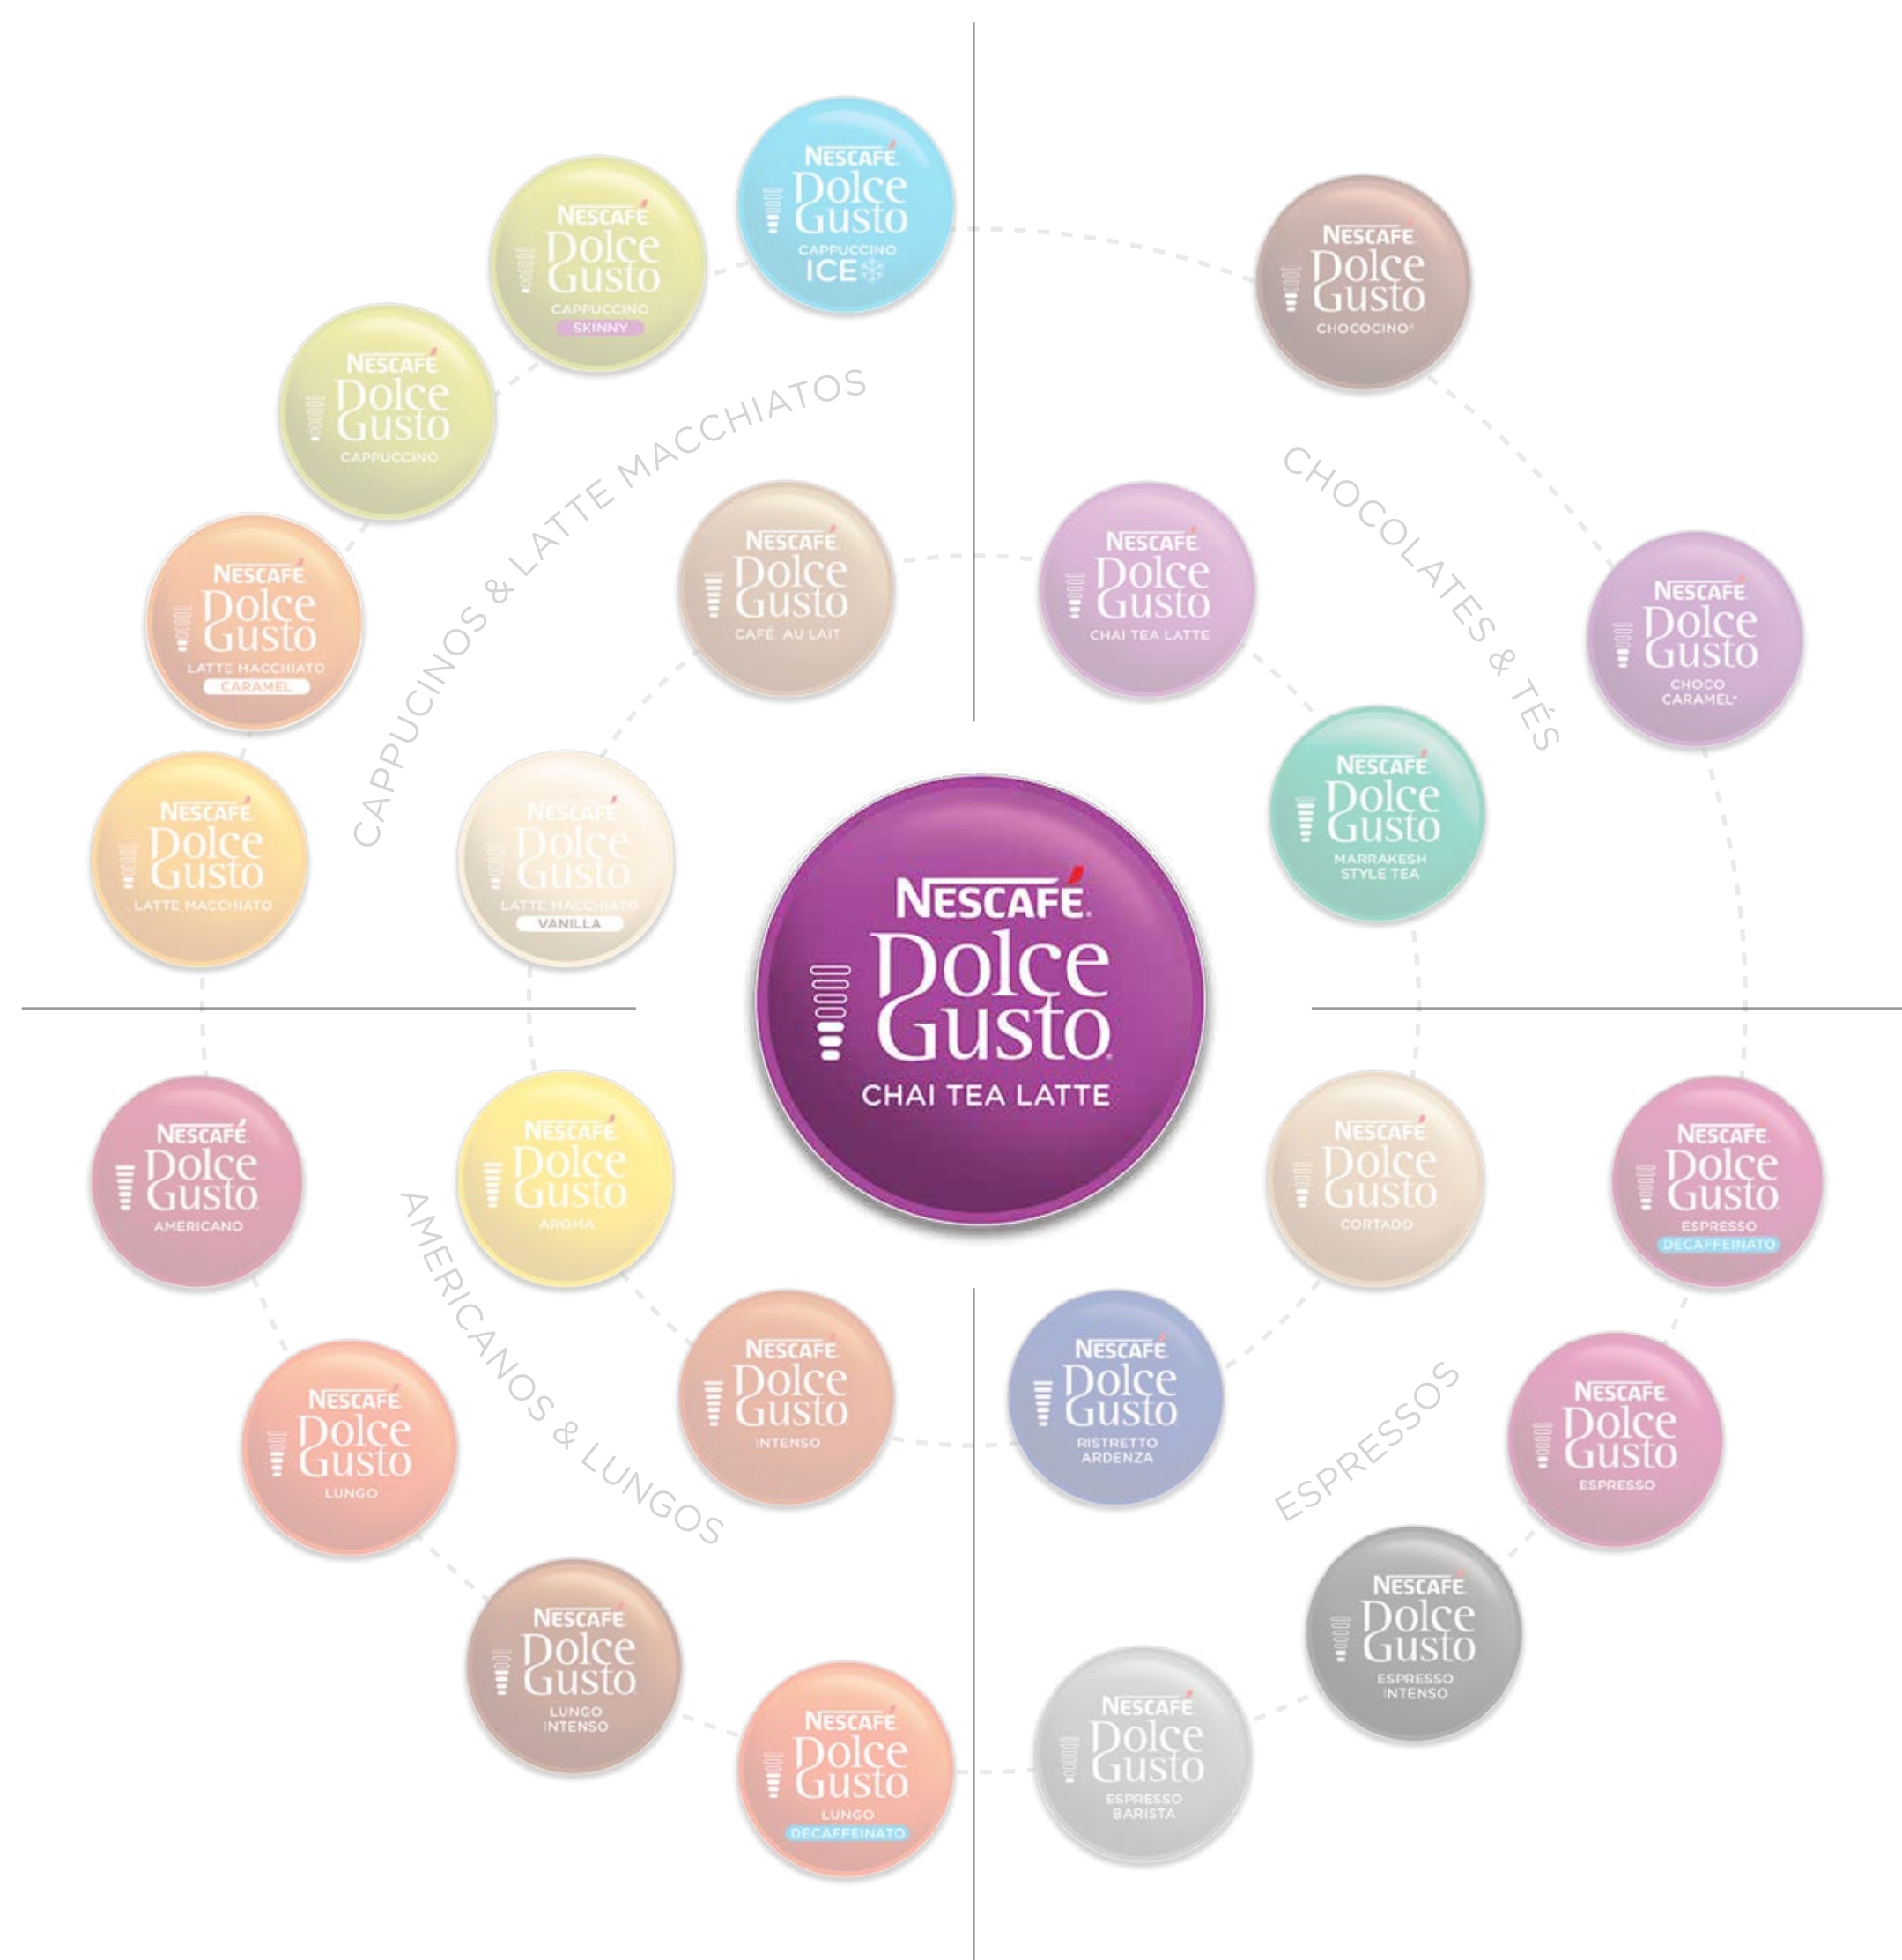 NESCAFÉ.
Dolce
Gusto
CAPPUCCINO
ICE
NESCAFÉ
Dolce
Gusto
CAPPUCCINO
SKINNY
NESCAFÉ
Dolce
Gusto
CAPPUCCINO
NESCAFÉ
Dolce
Gusto
LATTE MACCHIATO
CARAMEL
NESCAFÉ
Dolce
Gusto
LATTE MACCHIATO
CAPPUCINOS & LATTE MACCHIATOS
NESCAFÉ
Dolce
Gusto
CAFÉ AU LAIT
NESCAFÉ
Dolce
Gusto
LATTE MACCHIATO
VANILLA
NESCAFÉ
Dolce
Gusto
CHOCOCINO*
CHOCOLATES & TÉS
NESCAFÉ
Dolce
Gusto
CHAI TEA LATTE
NESCAFÉ
Dolce
Gusto
CHOCO
CARAMEL*
NESCAFÉ
Dolce
Gusto
MARRAKESH
STYLE TEA
NESCAFÉ.
Dolce
Gusto
CHAI TEA LATTE
NESCAFÉ
Dolce
Gusto
AMERICANO
NESCAFÉ
Dolce
Gusto
AROMA
AMERICANOS & LUNGOS
NESCAFÉ
Dolce
Gusto
INTENSO
NESCAFÉ
Dolce
Gusto
LUNGO
NESCAFÉ
Dolce
Gusto
LUNGO
INTENSO
NESCAFÉ
Dolce
Gusto
LUNGO
DECAFFEINATO
NESCAFÉ
Dolce
Gusto
CORTADO
NESCAFÉ
Dolce
Gusto
ESPRESSO
DECAFFEINATO
NESCAFÉ
Dolce
Gusto
RISTRETTO
ARDENZA
ESPRESSOS
NESCAFÉ
Dolce
Gusto
ESPRESSO
NESCAFÉ
Dolce
Gusto
ESPRESSO
INTENSO
NESCAFÉ
Dolce
Gusto
ESPRESSO
BARISTA